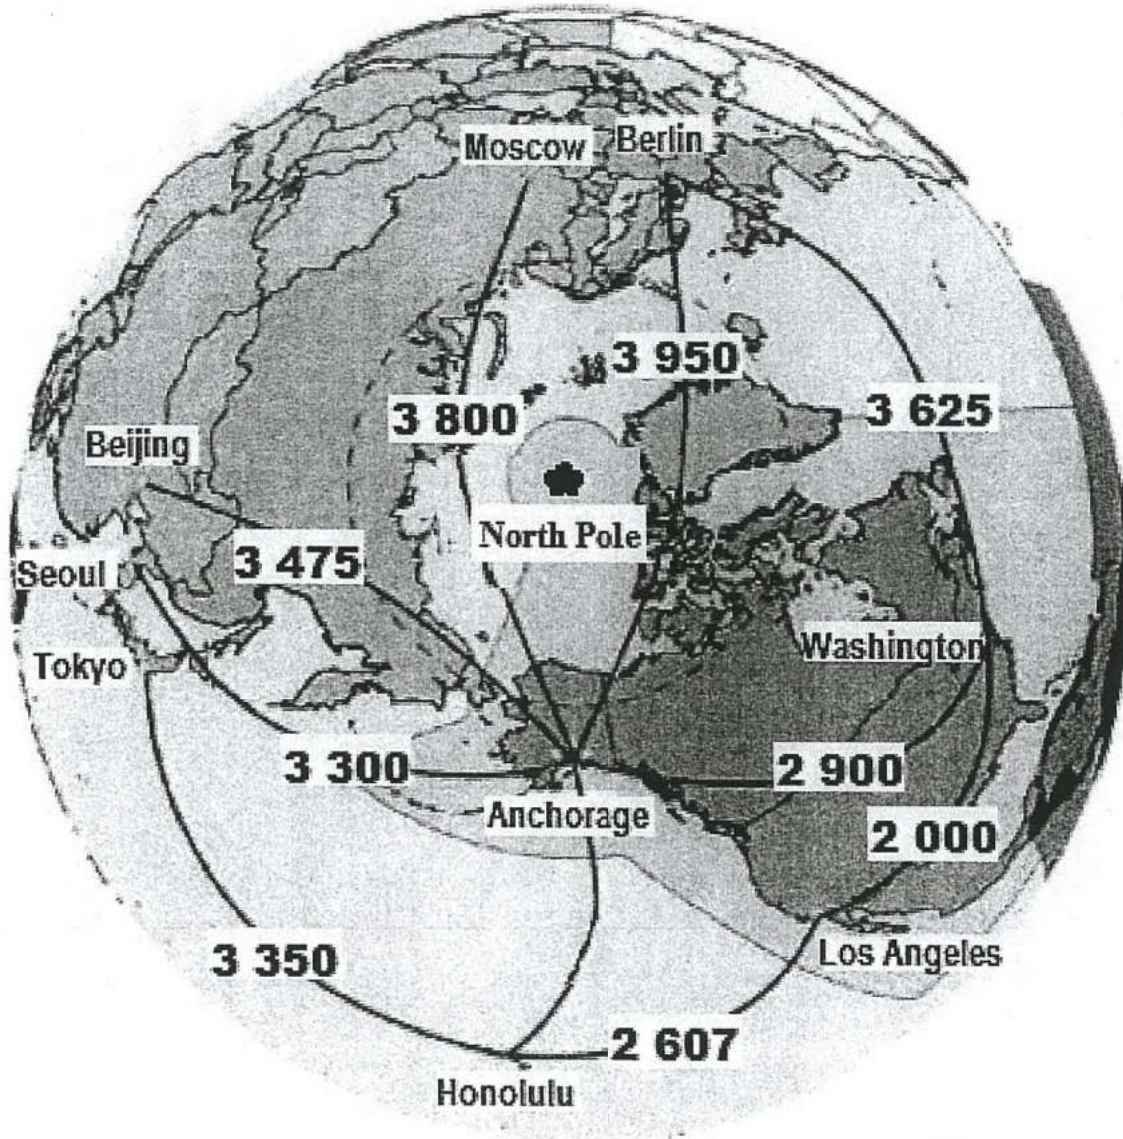 Moscow
Berlin
3 950
3 800
3 625
Beijing
North Pole
3 475
Seoul
Washington
Tokyo
3 300
2 900
Anchorage
2 000
3 350
Los Angeles
2 607
Honolulu